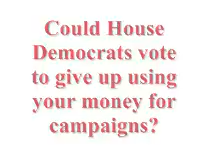 Could House
Democrats vote
to give up using
your money for
campaigns?